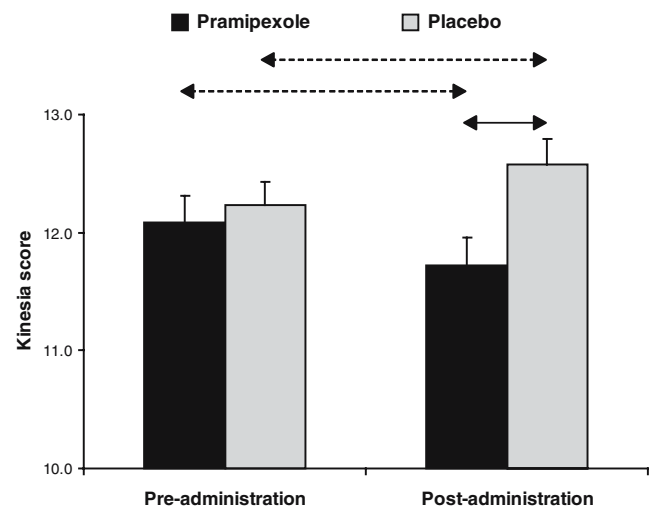 Pramipexole Placebo
13.0
12.0
11.0
10.0
Kinesia score
Pre-administration Post-administration